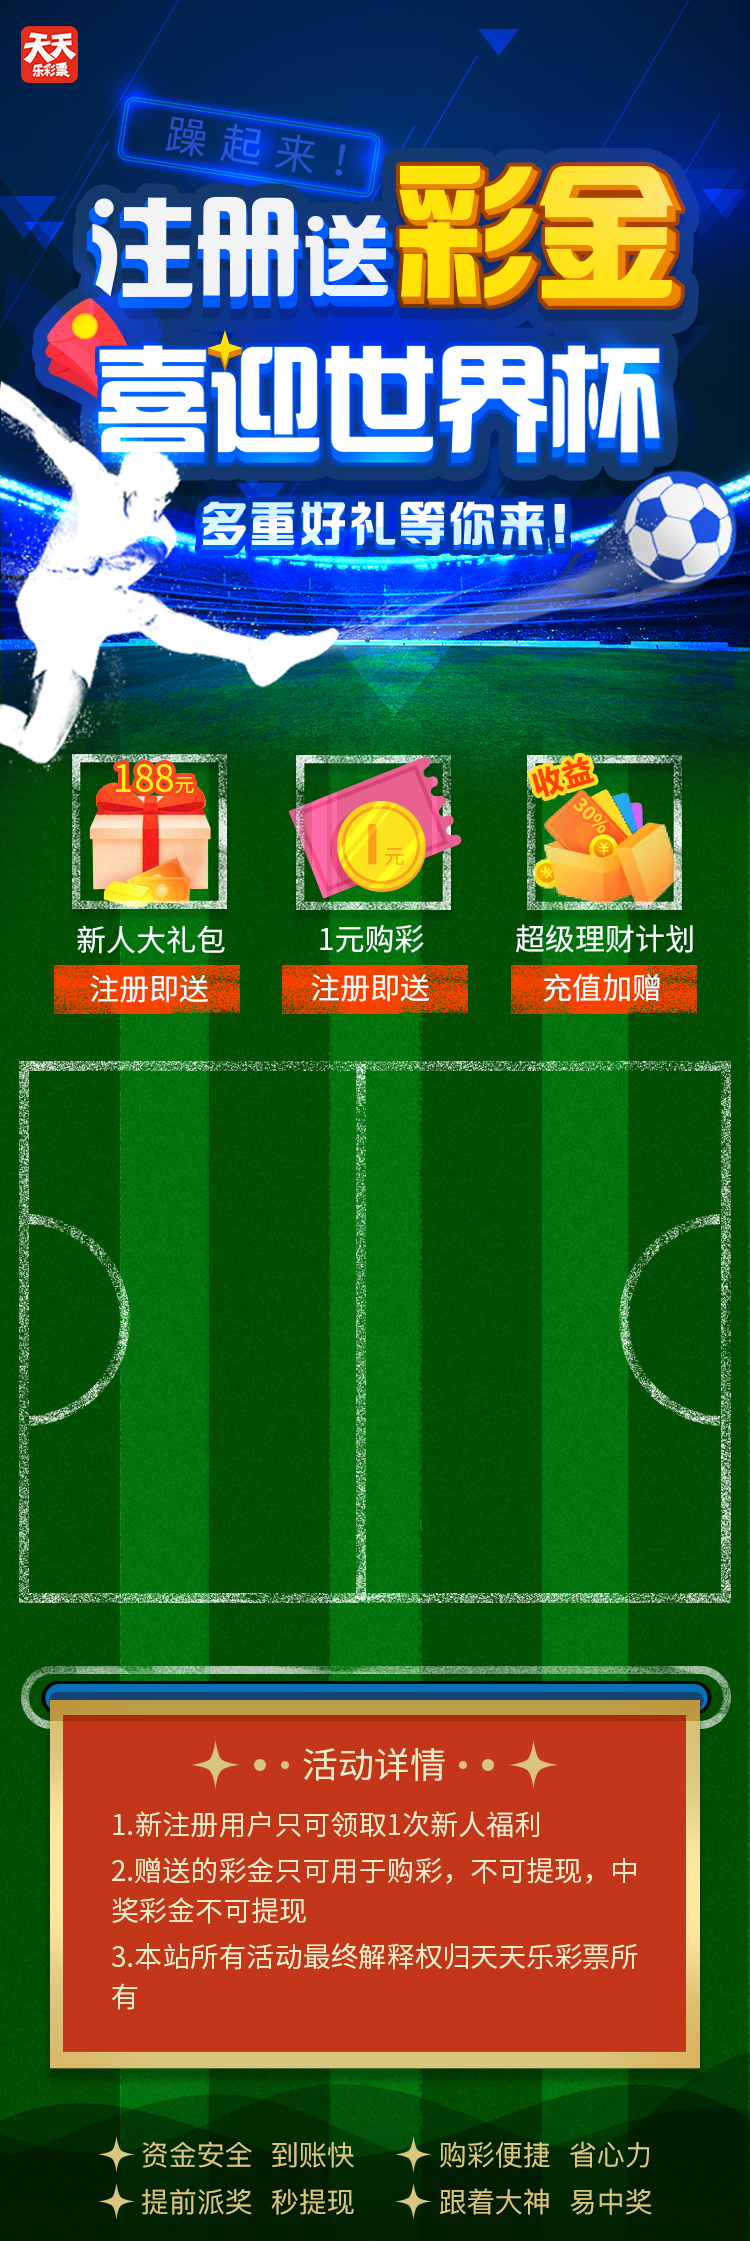 天天
乐彩票
躁起来！
注册送彩金
喜迎世界杯
多重好礼等你来！
188元
1元
收益
30%
新人大礼包
1元购彩
超级理财计划
注册即送
注册即送
充值加赠
活动详情
1.新注册用户只可领取1次新人福利
2.赠送的彩金只可用于购彩，不可提现，中
奖彩金不可提现
3.本站所有活动最终解释权归天天乐彩票所
有
资金安全 到账快
购彩便捷 省心力
提前派奖 秒提现
跟着大神 易中奖